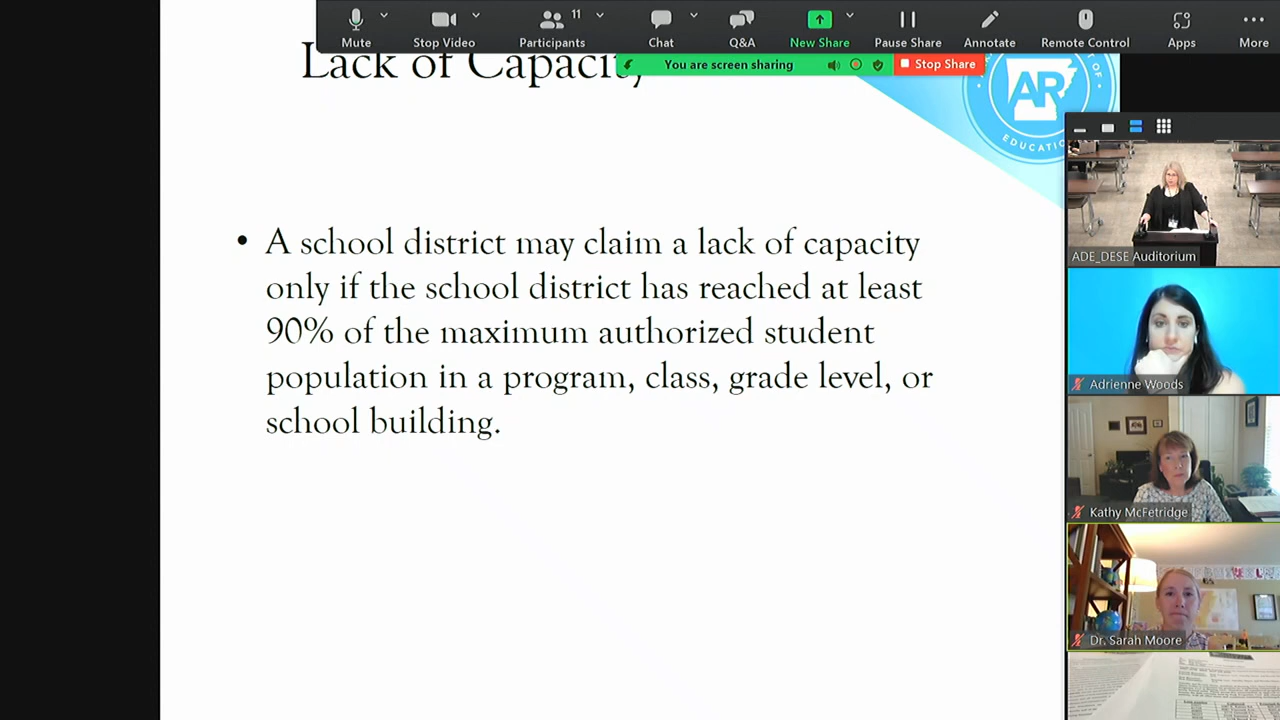 11
Mute
Stop Video
Participants
Chat
Q&A
New Share
Pause Share
Annotate
Remote Control
Apps
More
You are screen sharing
Stop Share
Lack of Capacity
AR
EDUCATION
• A school district may claim a lack of capacity
only if the school district has reached at least
90% of the maximum authorized student
population in a program, class, grade level, or
school building.
ADE_DESE Auditorium
Adrienne Woods
Kathy McFetridge
Dr. Sarah Moore